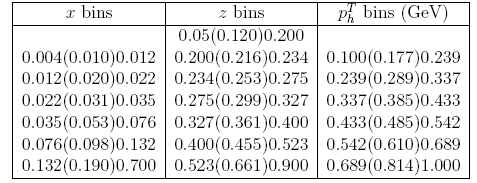 x bins z bins p_h^T bins (GeV)
0.05(0.120)0.200
0.004(0.010)0.012 0.200(0.216)0.234 0.100(0.177)0.239
0.012(0.020)0.022 0.234(0.253)0.275 0.239(0.289)0.337
0.022(0.031)0.035 0.275(0.299)0.327 0.337(0.385)0.433
0.035(0.053)0.076 0.327(0.361)0.400 0.433(0.485)0.542
0.076(0.098)0.132 0.400(0.455)0.523 0.542(0.610)0.689
0.132(0.190)0.700 0.523(0.661)0.900 0.689(0.814)1.000